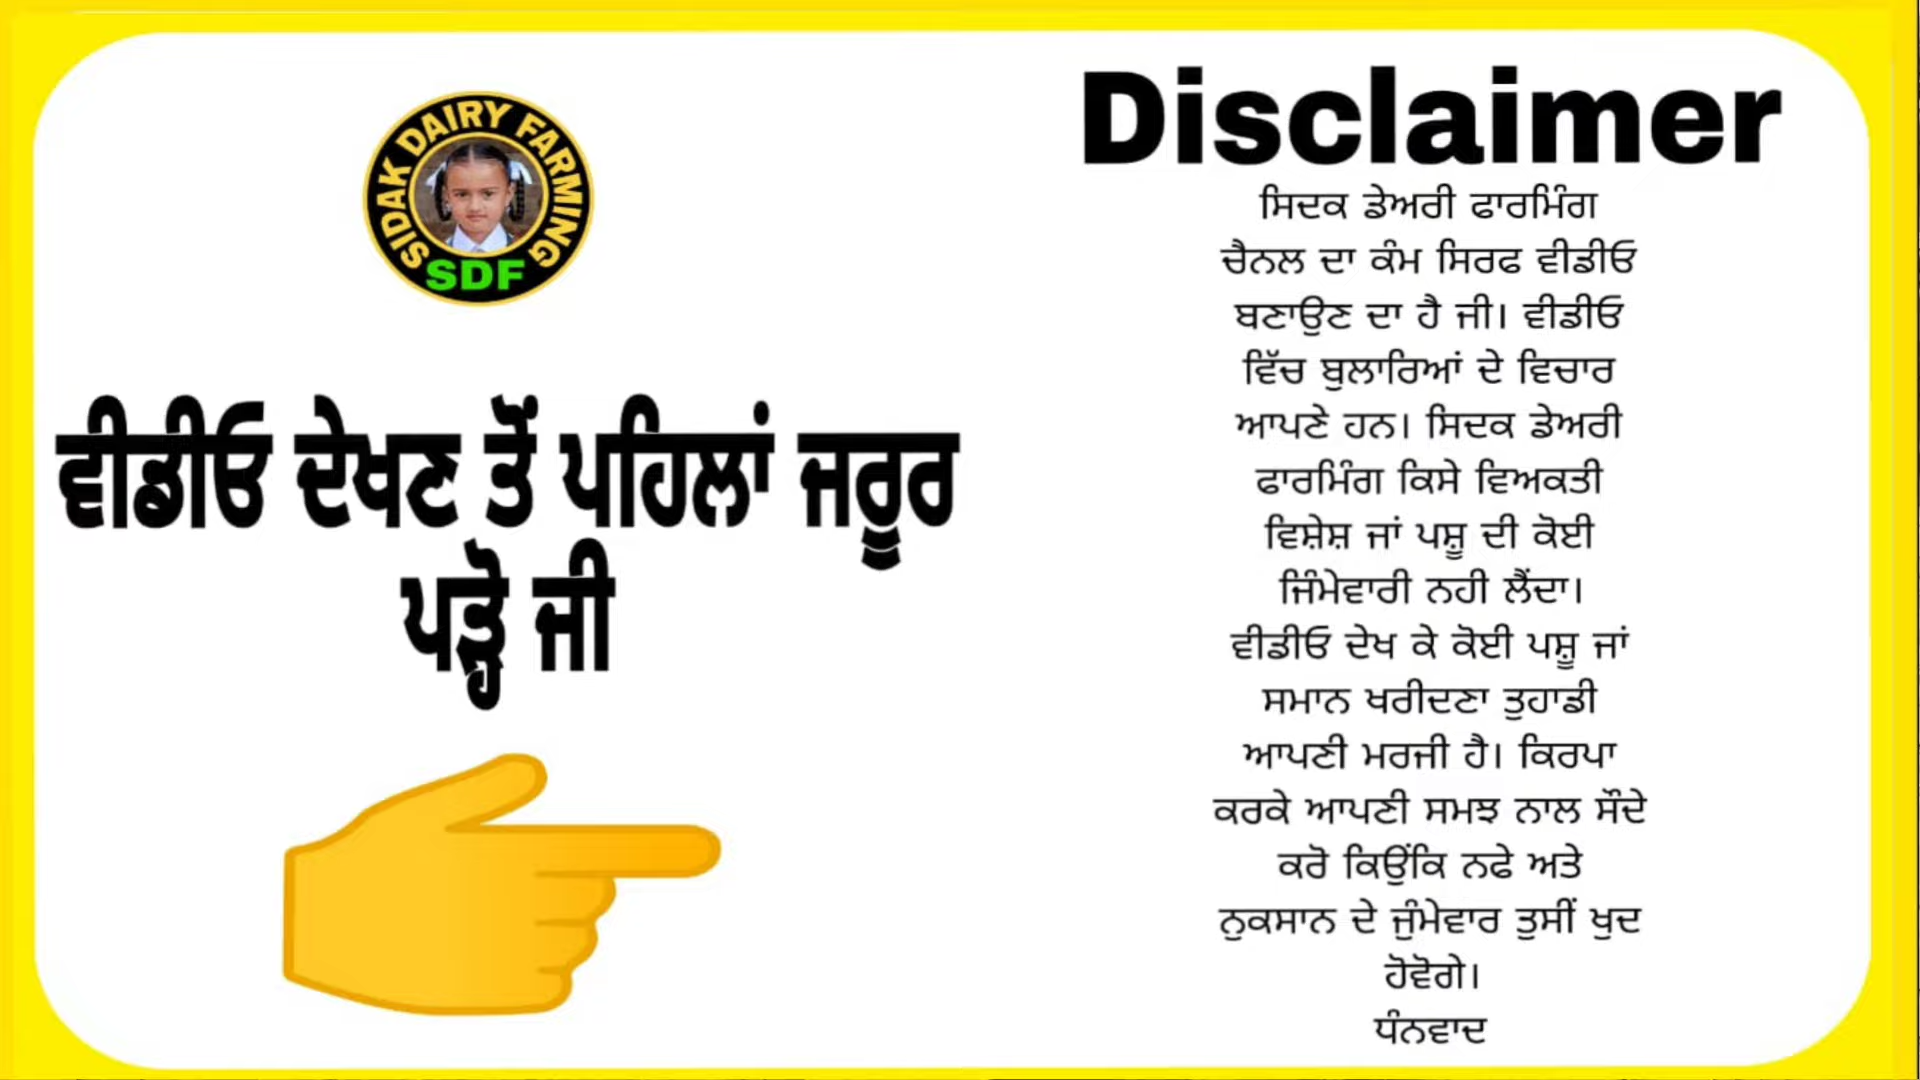 SIDAK DAIRY FARMING
SDF
ਵੀਡੀਓ ਦੇਖਣ ਤੋਂ ਪਹਿਲਾਂ ਜਰੂਰ
ਪੜ੍ਹੋ ਜੀ
Disclaimer
ਸਿਦਕ ਡੇਅਰੀ ਫਾਰਮਿੰਗ
ਚੈਨਲ ਦਾ ਕੰਮ ਸਿਰਫ ਵੀਡੀਓ
ਬਣਾਉਣ ਦਾ ਹੈ ਜੀ। ਵੀਡੀਓ
ਵਿੱਚ ਬੁਲਾਰਿਆਂ ਦੇ ਵਿਚਾਰ
ਆਪਣੇ ਹਨ। ਸਿਦਕ ਡੇਅਰੀ
ਫਾਰਮਿੰਗ ਕਿਸੇ ਵਿਅਕਤੀ
ਵਿਸ਼ੇਸ਼ ਜਾਂ ਪਸ਼ੂ ਦੀ ਕੋਈ
ਜਿੰਮੇਵਾਰੀ ਨਹੀ ਲੈਂਦਾ।
ਵੀਡੀਓ ਦੇਖ ਕੇ ਕੋਈ ਪਸ਼ੂ ਜਾਂ
ਸਮਾਨ ਖਰੀਦਣਾ ਤੁਹਾਡੀ
ਆਪਣੀ ਮਰਜੀ ਹੈ। ਕਿਰਪਾ
ਕਰਕੇ ਆਪਣੀ ਸਮਝ ਨਾਲ ਸੌਦੇ
ਕਰੋ ਕਿਉਂਕਿ ਨਫੇ ਅਤੇ
ਨੁਕਸਾਨ ਦੇ ਜੁੰਮੇਵਾਰ ਤੁਸੀਂ ਖੁਦ
ਹੋਵੋਗੇ।
ਧੰਨਵਾਦ